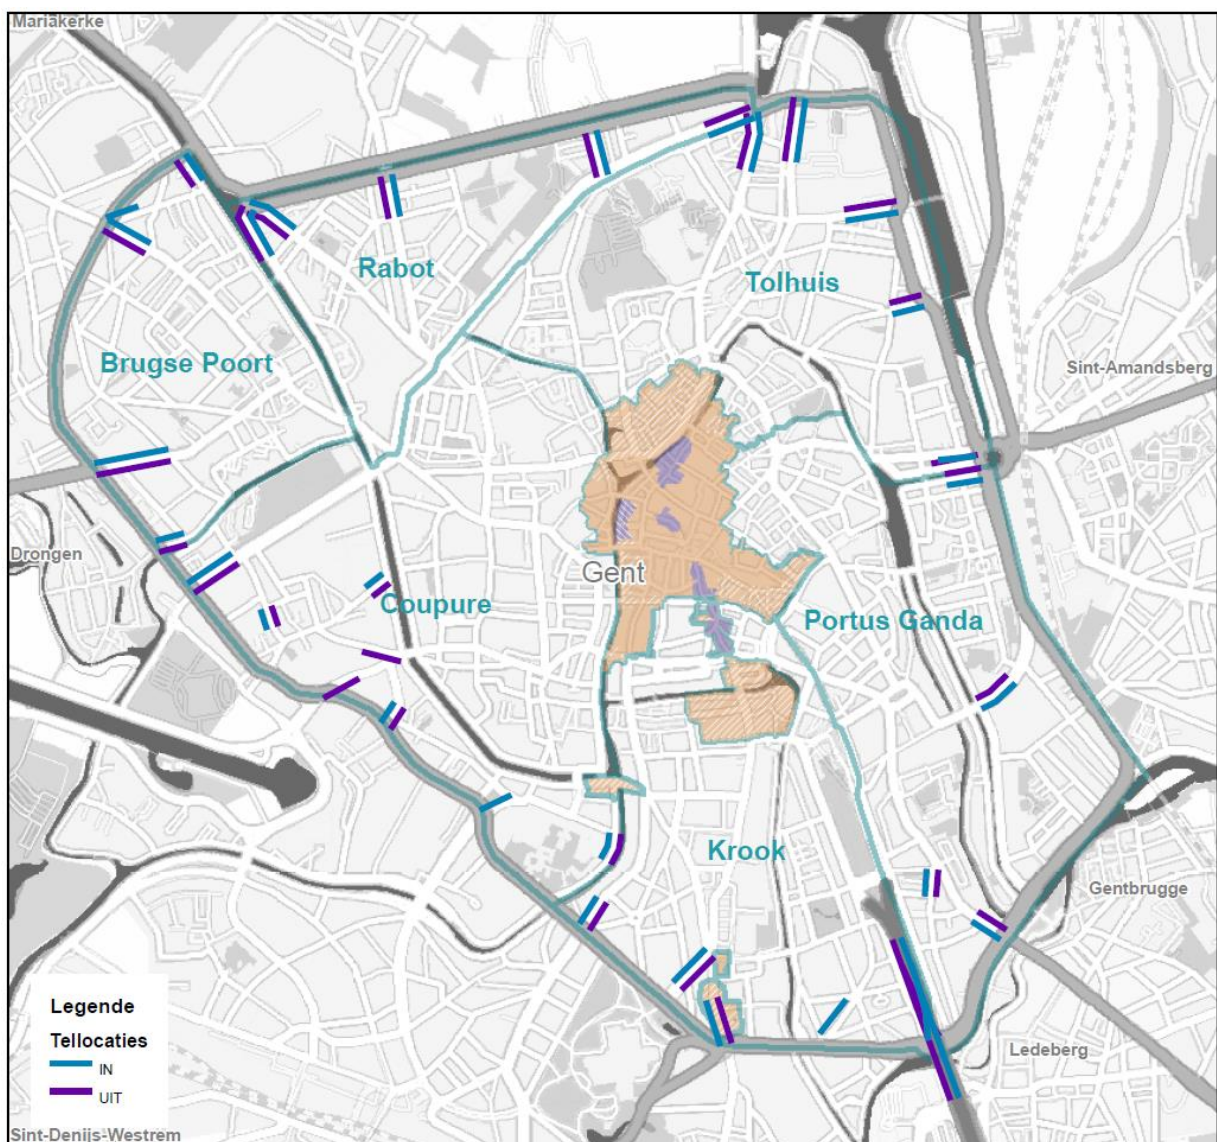 Mariakerke
Rabot
Tolhuis
Brugse Poort
Sint-Amandsberg
Drongen
Gent
Coupure
Portus Ganda
Krook
Gentbrugge
Legende
Tellocaties
IN
UIT
Ledeberg
Sint-Denijs-Westrem